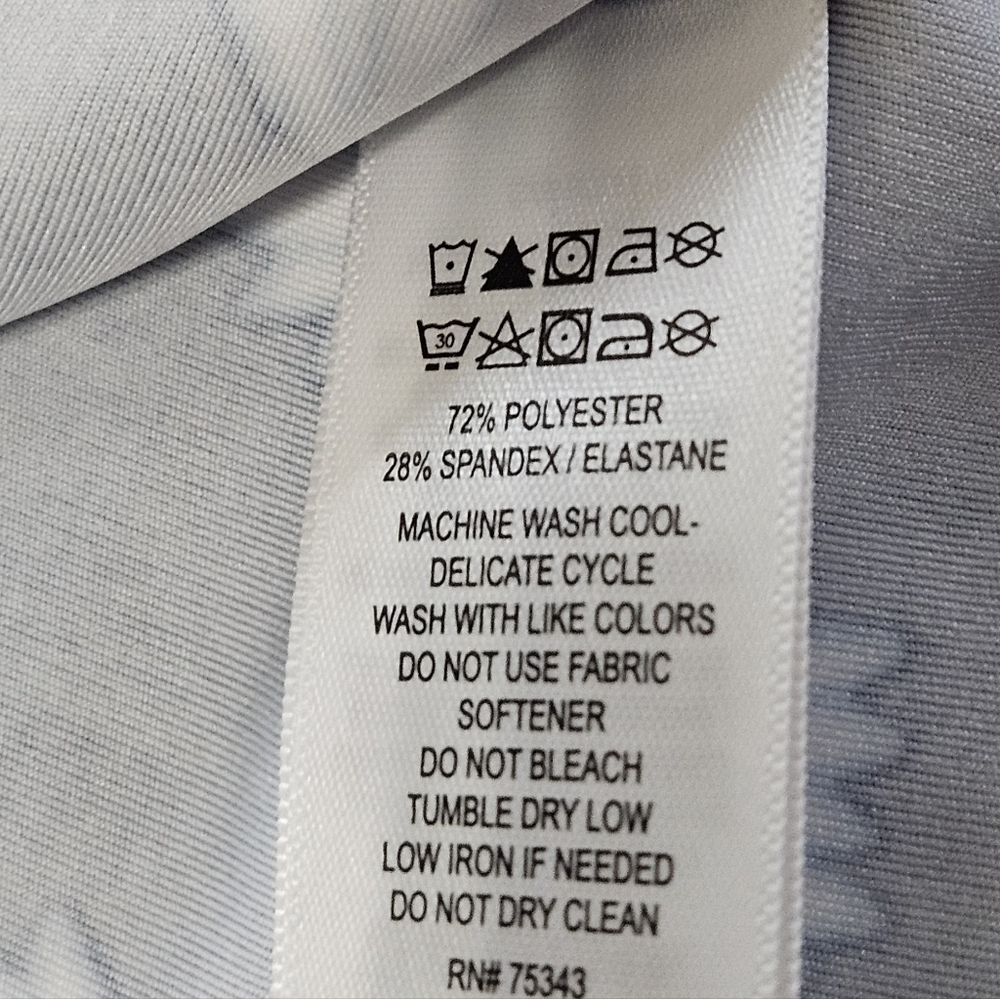 30
72% POLYESTER
28% SPANDEX / ELASTANE
MACHINE WASH COOL-
DELICATE CYCLE
WASH WITH LIKE COLORS
DO NOT USE FABRIC
SOFTENER
DO NOT BLEACH
TUMBLE DRY LOW
LOW IRON IF NEEDED
DO NOT DRY CLEAN
RN# 75343